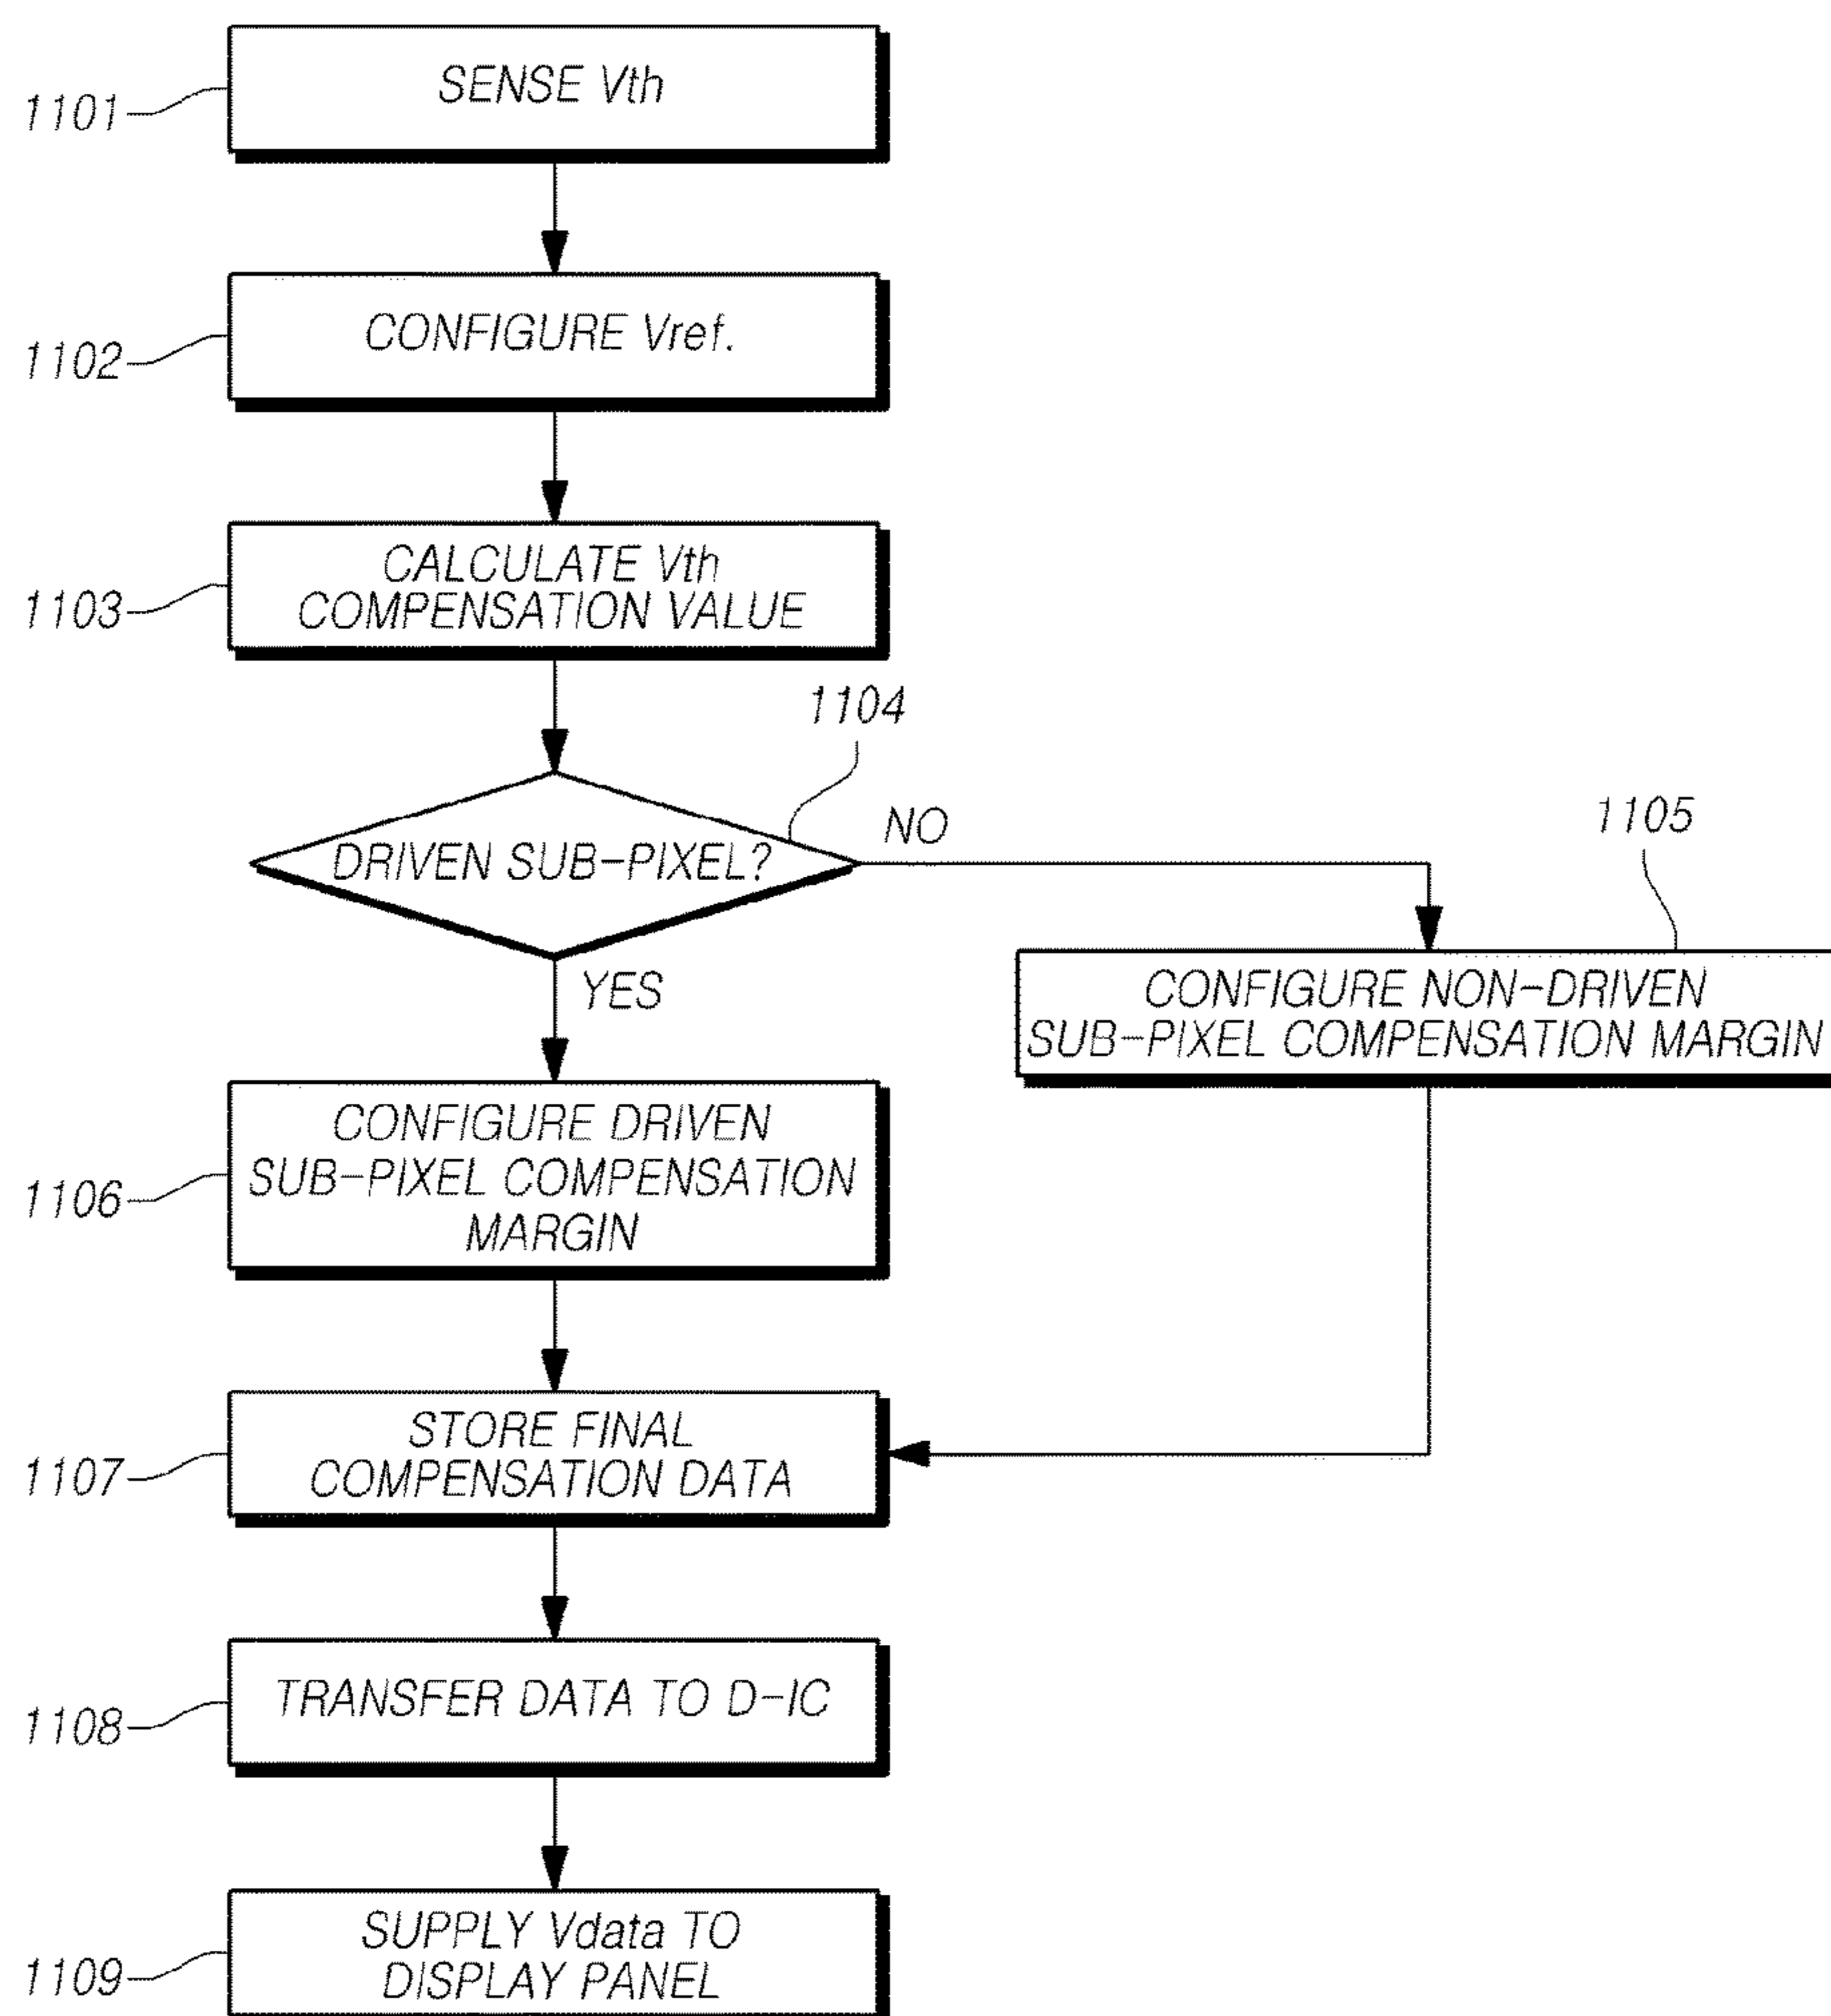 SENSE Vth
1101
CONFIGURE Vref.
1102
CALCULATE Vth
COMPENSATION VALUE
1103
1104
DRIVEN SUB-PIXEL?
NO
1105
YES
CONFIGURE NON-DRIVEN
SUB-PIXEL COMPENSATION MARGIN
CONFIGURE DRIVEN
SUB-PIXEL COMPENSATION
MARGIN
1106
STORE FINAL
COMPENSATION DATA
1107
TRANSFER DATA TO D-IC
1108
SUPPLY Vdata TO
DISPLAY PANEL
1109